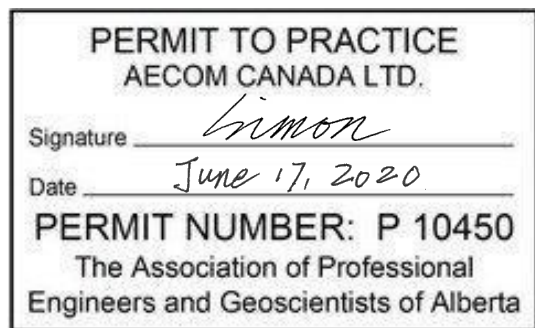 PERMIT TO PRACTICE
AECOM CANADA LTD.
Signature Simon
Date June 17, 2020
PERMIT NUMBER: P 10450
The Association of Professional
Engineers and Geoscientists of Alberta